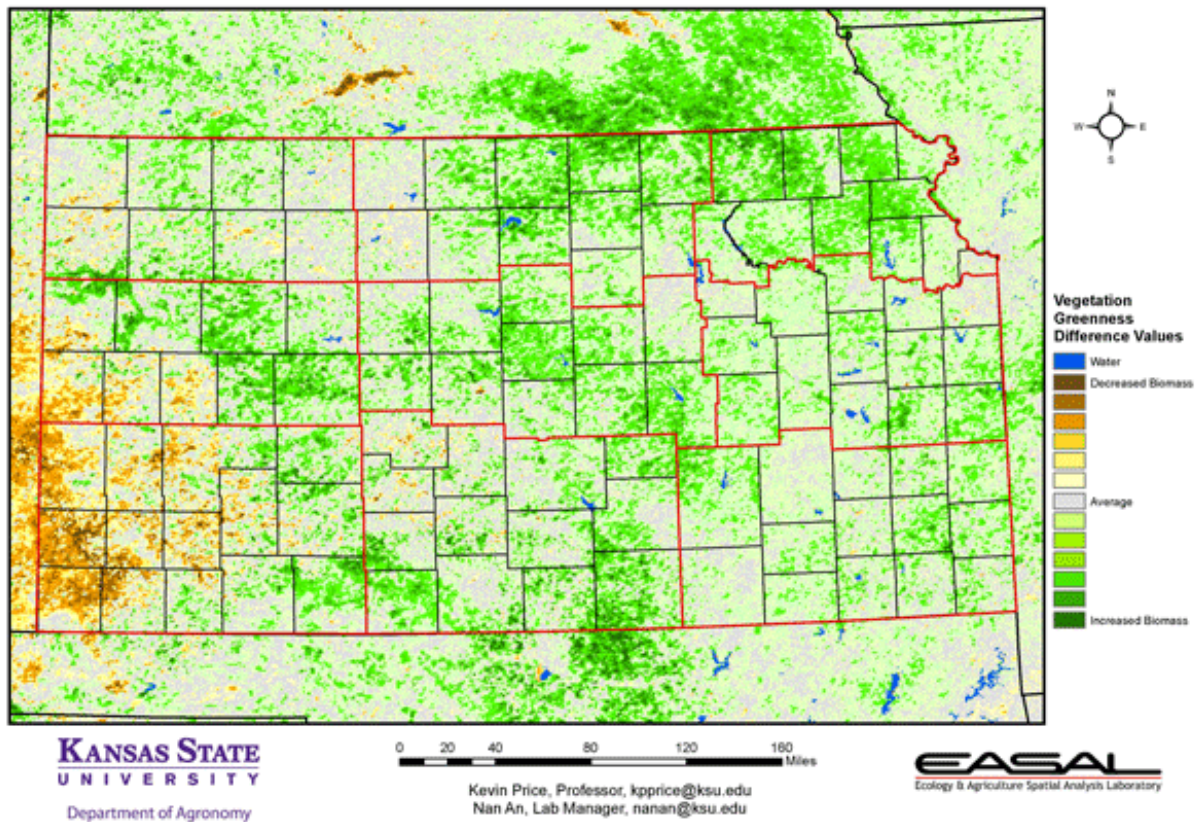 N
W E
S
Vegetation
Greenness
Difference Values
Water
Decreased Biomass
Average
Increased Biomass
KANSAS STATE
UNIVERSITY
Department of Agronomy
0 20 40 80 120 160
Miles
Kevin Price, Professor, kpprice@ksu.edu
Nan An, Lab Manager, nanan@ksu.edu
EASAL
Ecology & Agriculture Spatial Analysis Laboratory